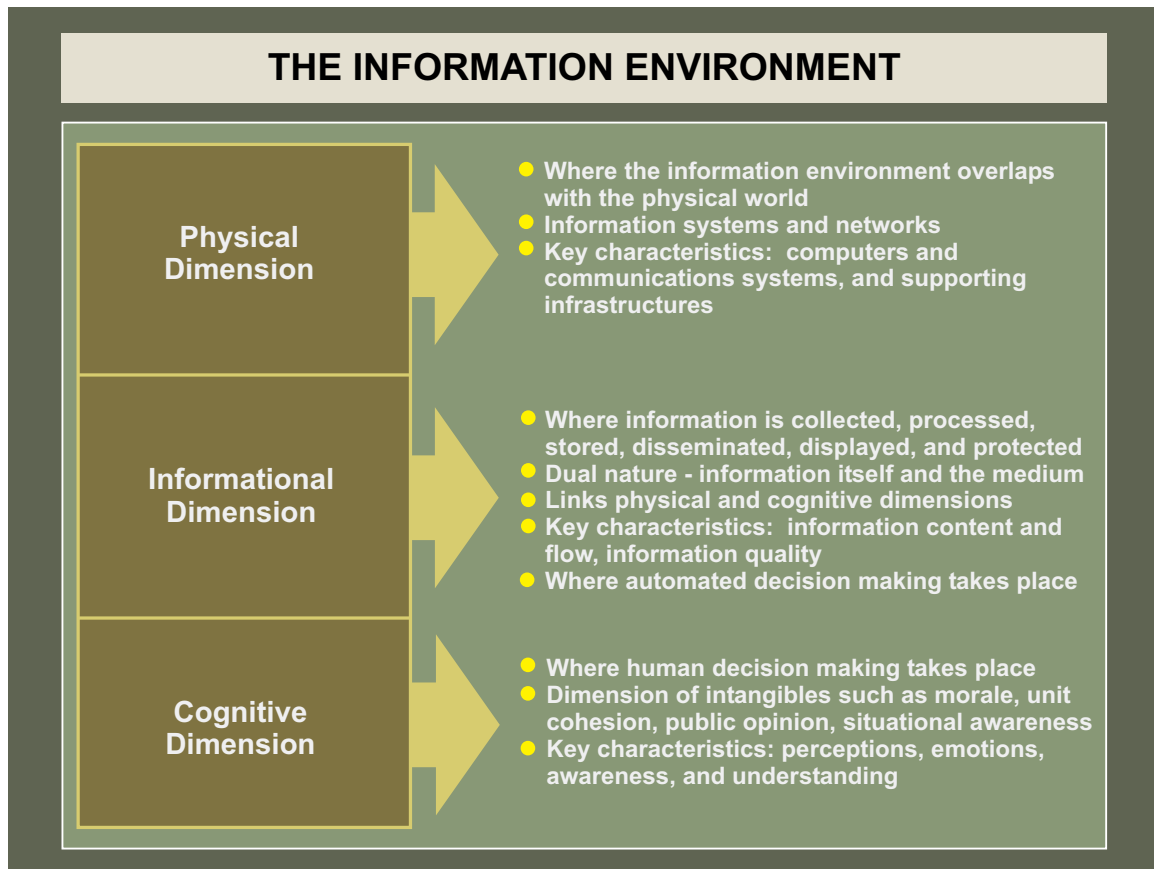 THE INFORMATION ENVIRONMENT
Physical
Dimension
● Where the information environment overlaps
with the physical world
● Information systems and networks
● Key characteristics:  computers and
communications systems, and supporting
infrastructures
Informational
Dimension
● Where information is collected, processed,
stored, disseminated, displayed, and protected
● Dual nature - information itself and the medium
● Links physical and cognitive dimensions
● Key characteristics:  information content and
flow, information quality
● Where automated decision making takes place
Cognitive
Dimension
● Where human decision making takes place
● Dimension of intangibles such as morale, unit
cohesion, public opinion, situational awareness
● Key characteristics: perceptions, emotions,
awareness, and understanding